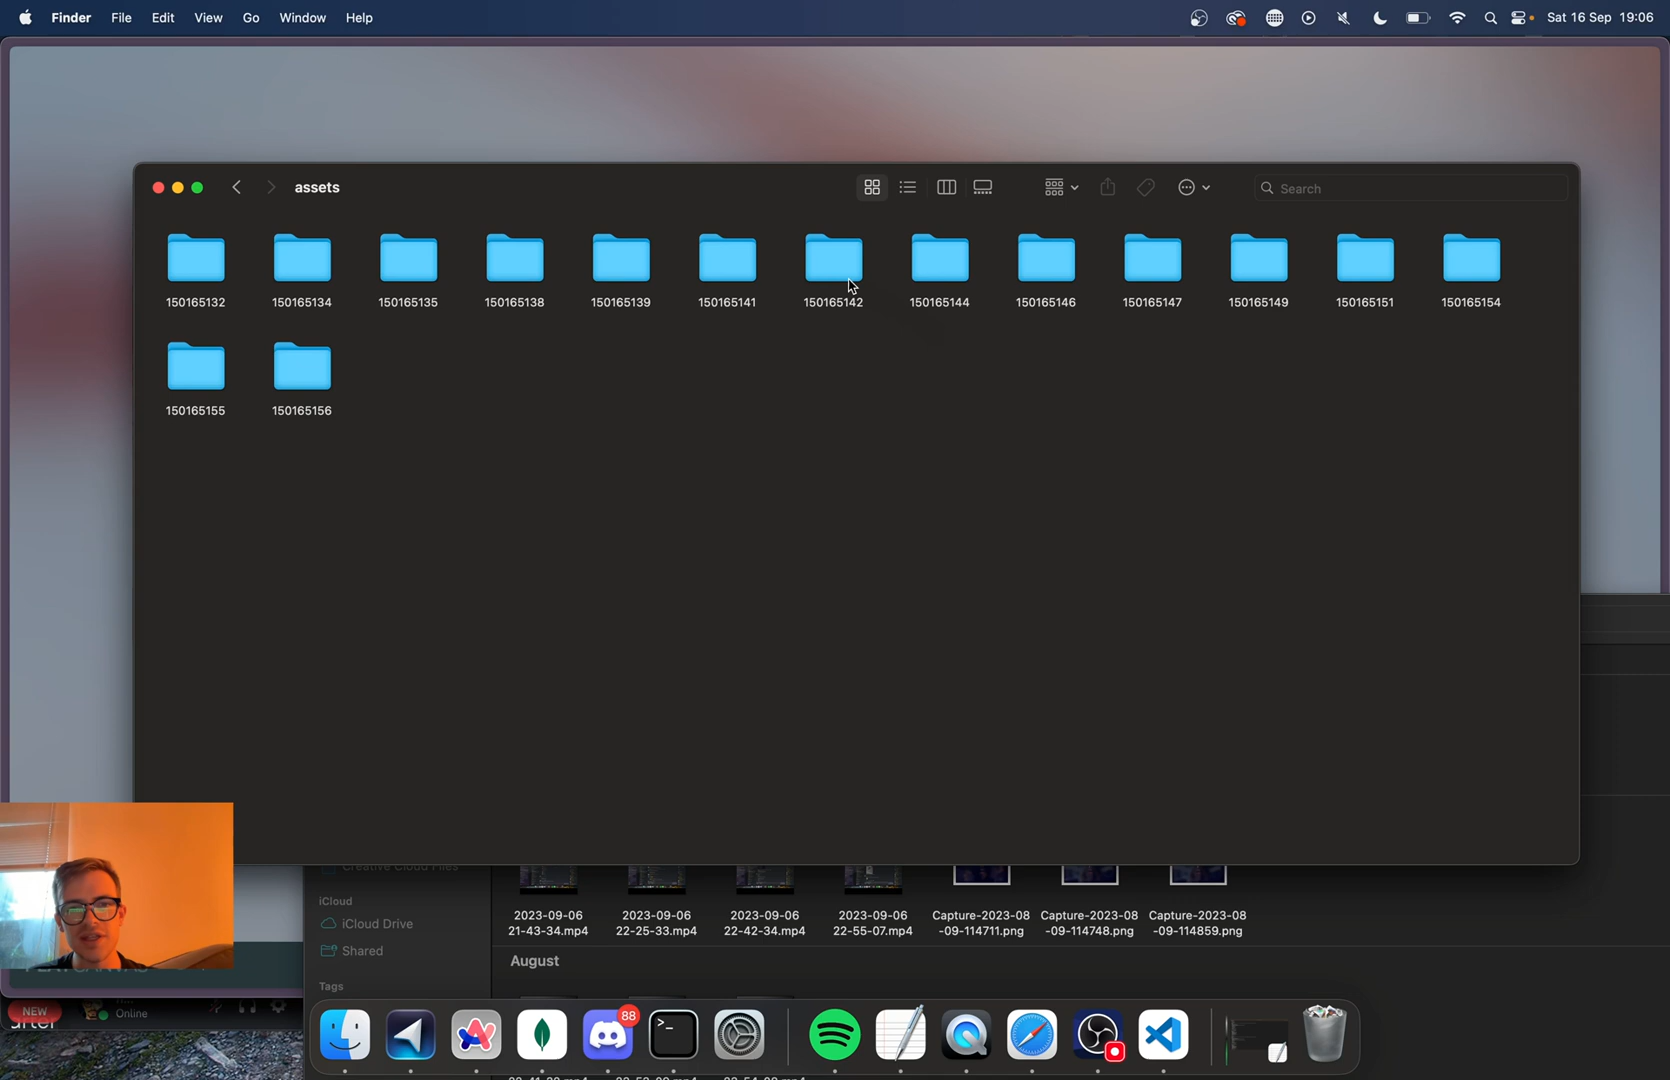 Finder File Edit View Go Window Help Sat 16 Sep 19:06
assets Search
150165132 150165134 150165135 150165138 150165139 150165141 150165142 150165144 150165146 150165147 150165149 150165151 150165154
150165155 150165156
Creative Cloud Files
iCloud
iCloud Drive
Shared
Tags
2023-09-06 2023-09-06 2023-09-06 2023-09-06 Capture-2023-08 Capture-2023-08 Capture-2023-08
21-43-34.mp4 22-25-33.mp4 22-42-34.mp4 22-55-07.mp4 -09-114711.png -09-114748.png -09-114859.png
August
NEW
Online
88